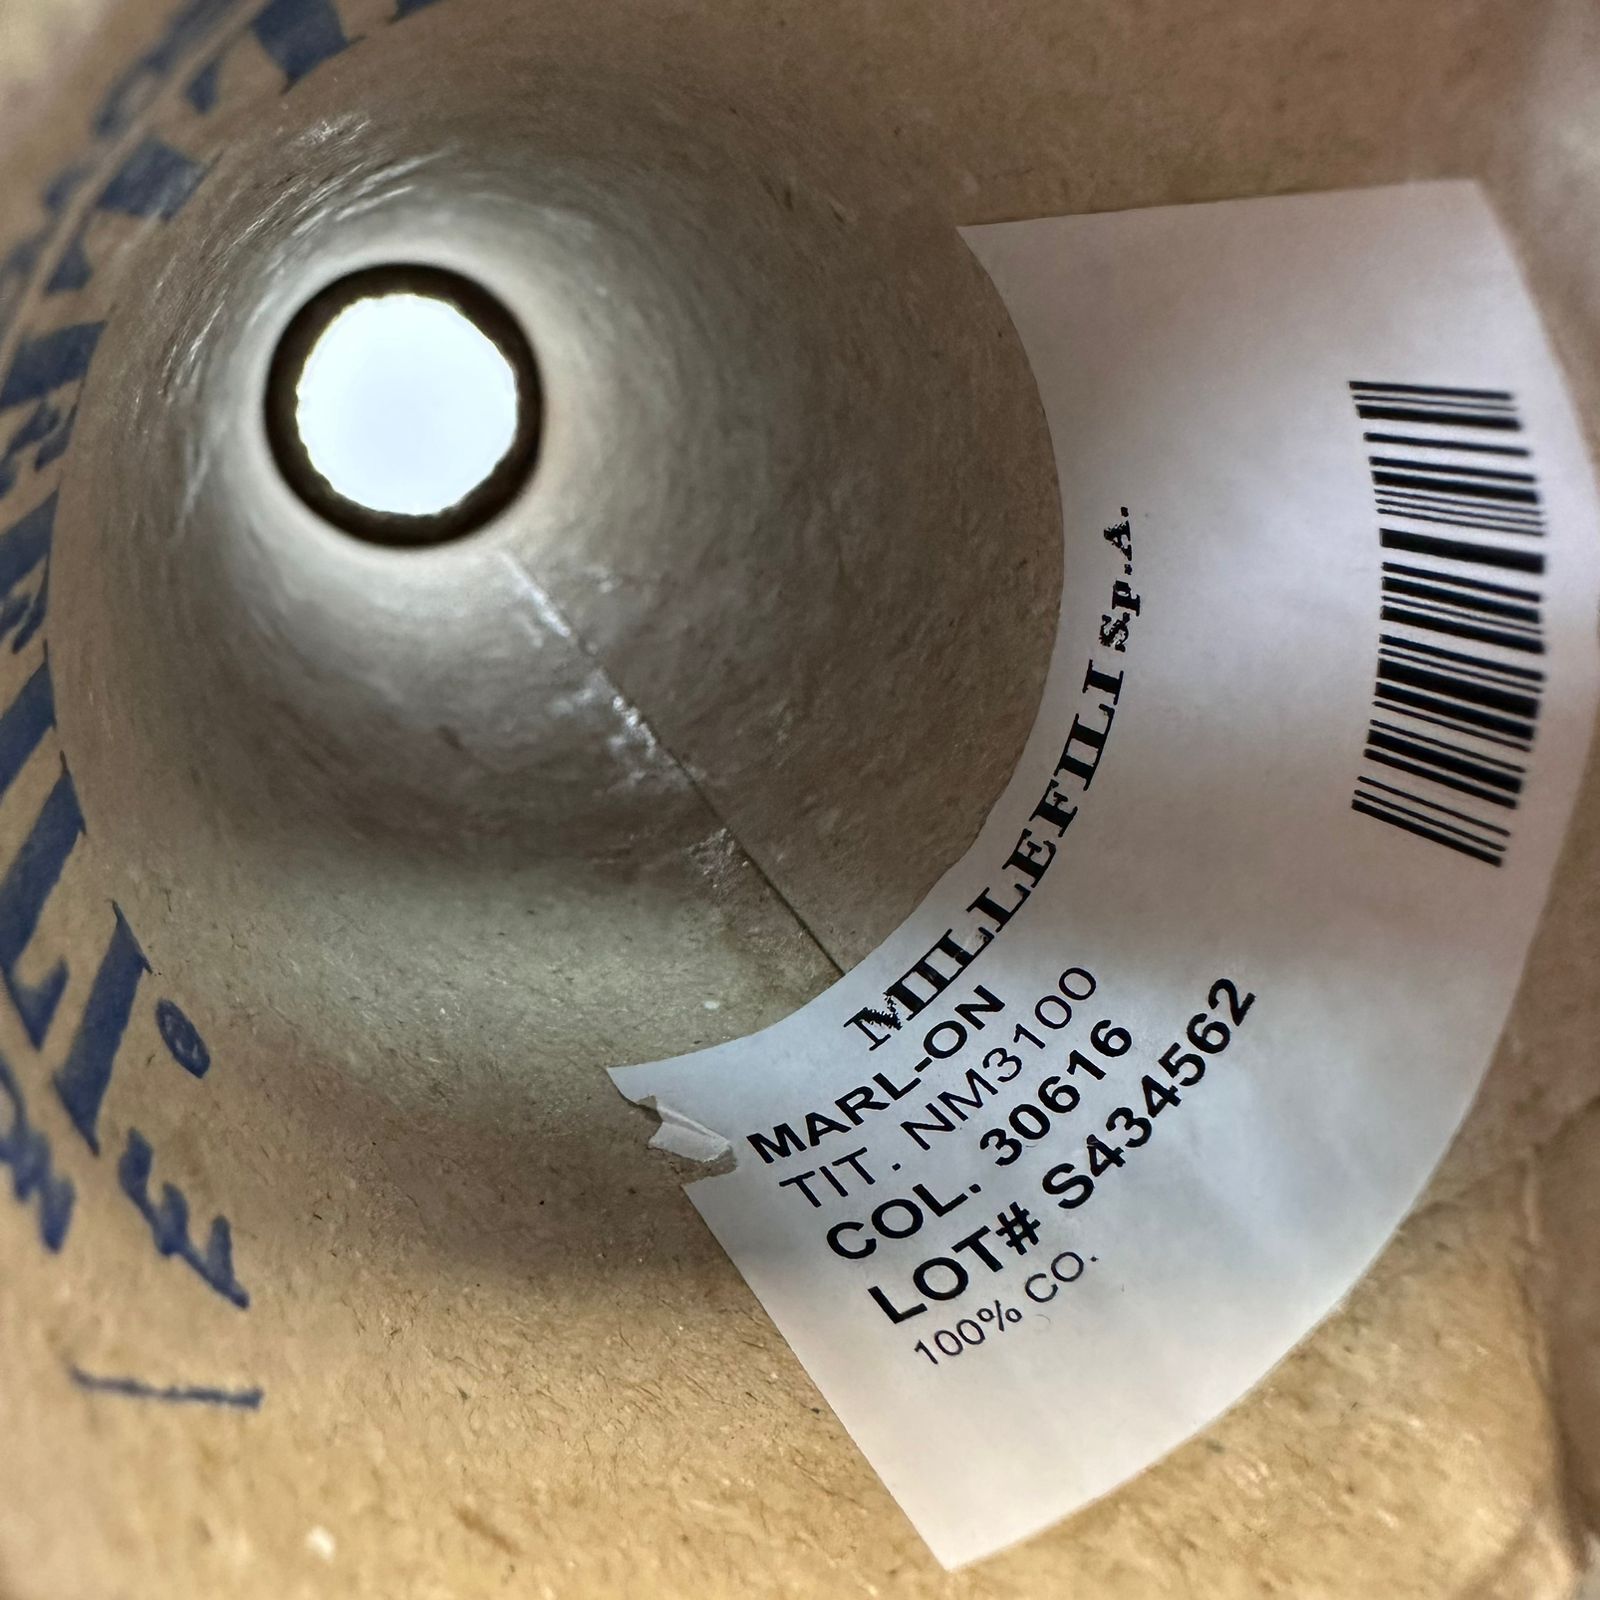 MILLEFILI S.p.A.
MARL-ON
TIT. NM3100
COL. 30616
LOT# S434562
100% CO.